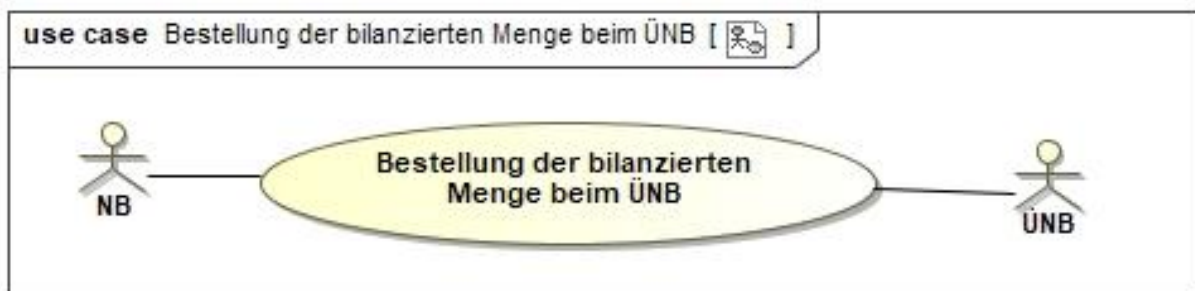 use case Bestellung der bilanzierten Menge beim ÜNB [ ]
Bestellung der bilanzierten
Menge beim ÜNB
NB
ÜNB